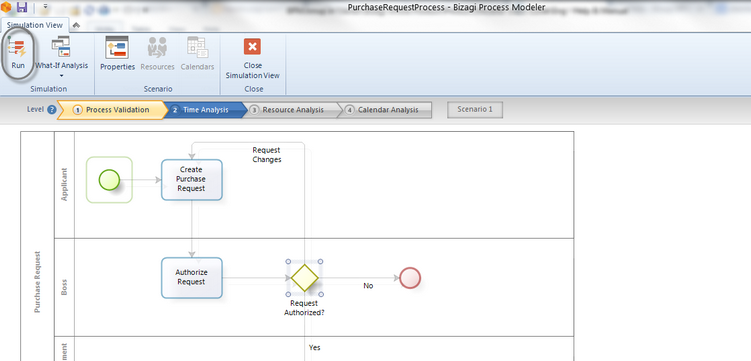 PurchaseRequestProcess - Bizagi Process Modeler
Simulation View
Run
What-If Analysis
Properties
Resources
Calendars
Close
Simulation View
Simulation
Scenario
Close
Level
?
1 Process Validation
2 Time Analysis
3 Resource Analysis
4 Calendar Analysis
Scenario 1
Purchase Request
Applicant
Create
Purchase
Request
Request
Changes
Boss
Authorize
Request
Request
Authorized?
No
Yes
ment